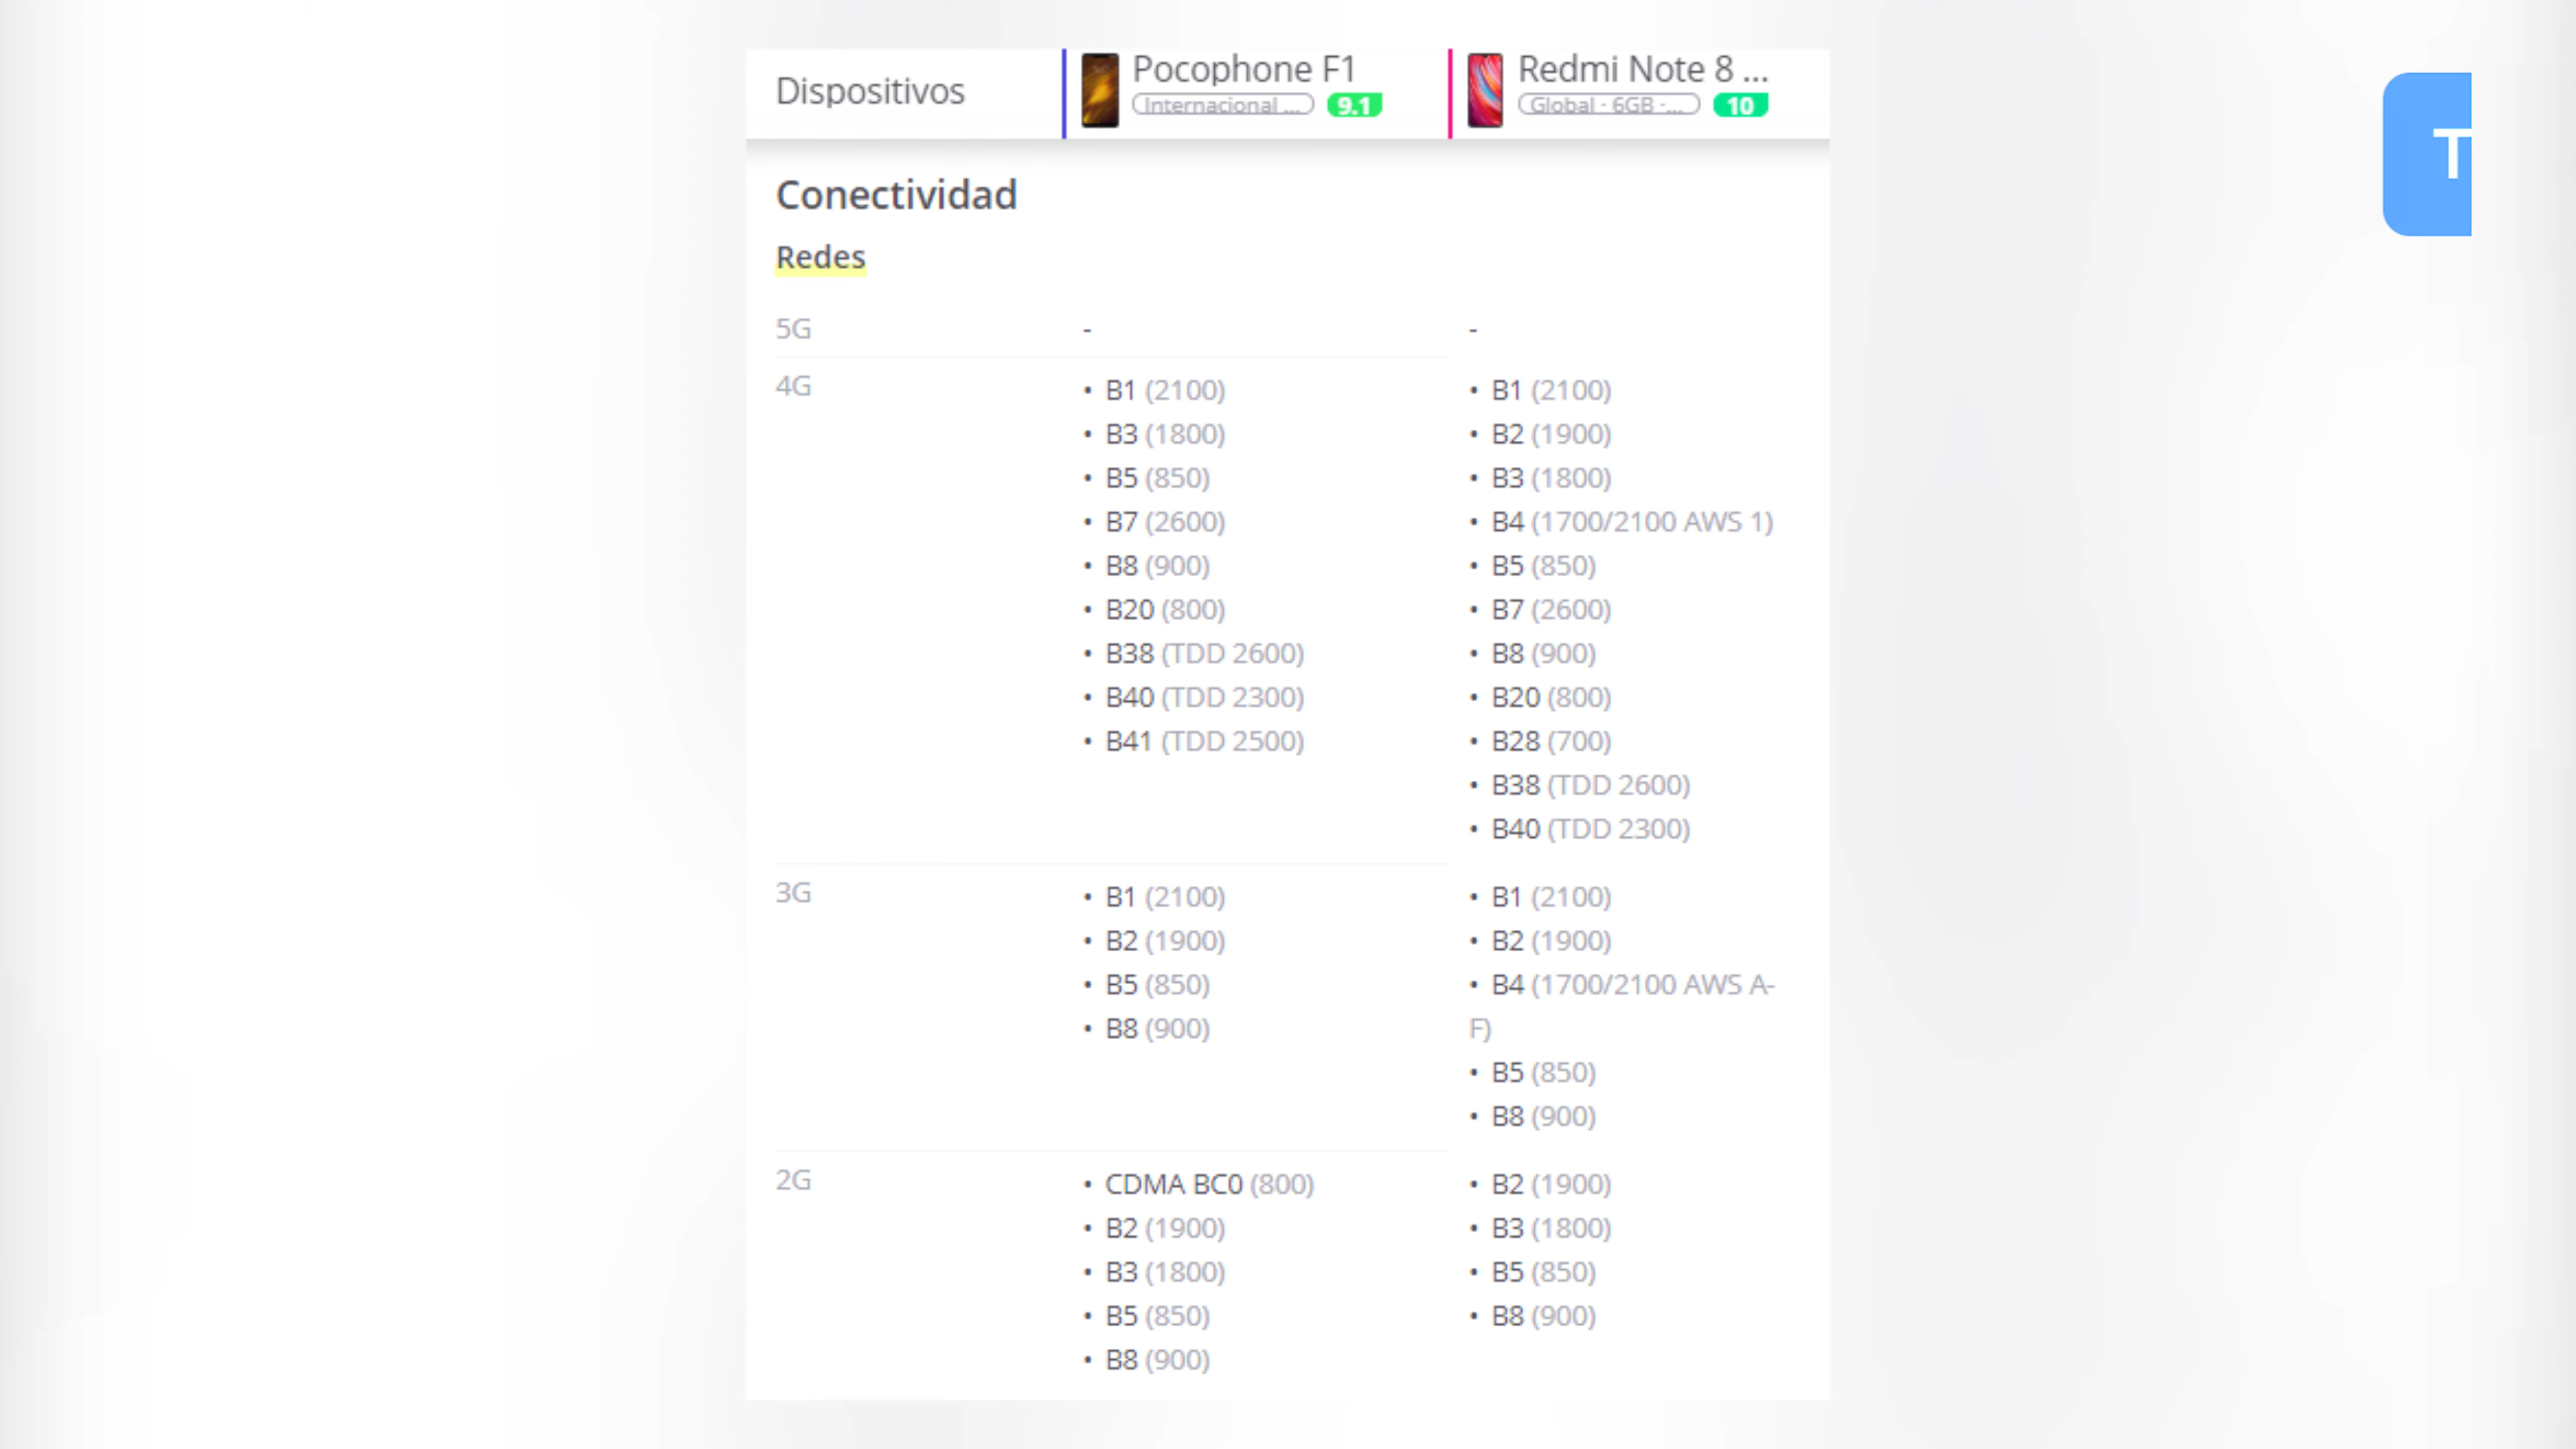 Dispositivos
Pocophone F1
Internacional ...
9.1
Redmi Note 8 ...
Global · 6GB ·...
10
T
Conectividad
Redes
5G
-
-
4G
• B1 (2100)
• B3 (1800)
• B5 (850)
• B7 (2600)
• B8 (900)
• B20 (800)
• B38 (TDD 2600)
• B40 (TDD 2300)
• B41 (TDD 2500)
• B1 (2100)
• B2 (1900)
• B3 (1800)
• B4 (1700/2100 AWS 1)
• B5 (850)
• B7 (2600)
• B8 (900)
• B20 (800)
• B28 (700)
• B38 (TDD 2600)
• B40 (TDD 2300)
3G
• B1 (2100)
• B2 (1900)
• B5 (850)
• B8 (900)
• B1 (2100)
• B2 (1900)
• B4 (1700/2100 AWS A-
F)
• B5 (850)
• B8 (900)
2G
• CDMA BC0 (800)
• B2 (1900)
• B3 (1800)
• B5 (850)
• B8 (900)
• B2 (1900)
• B3 (1800)
• B5 (850)
• B8 (900)